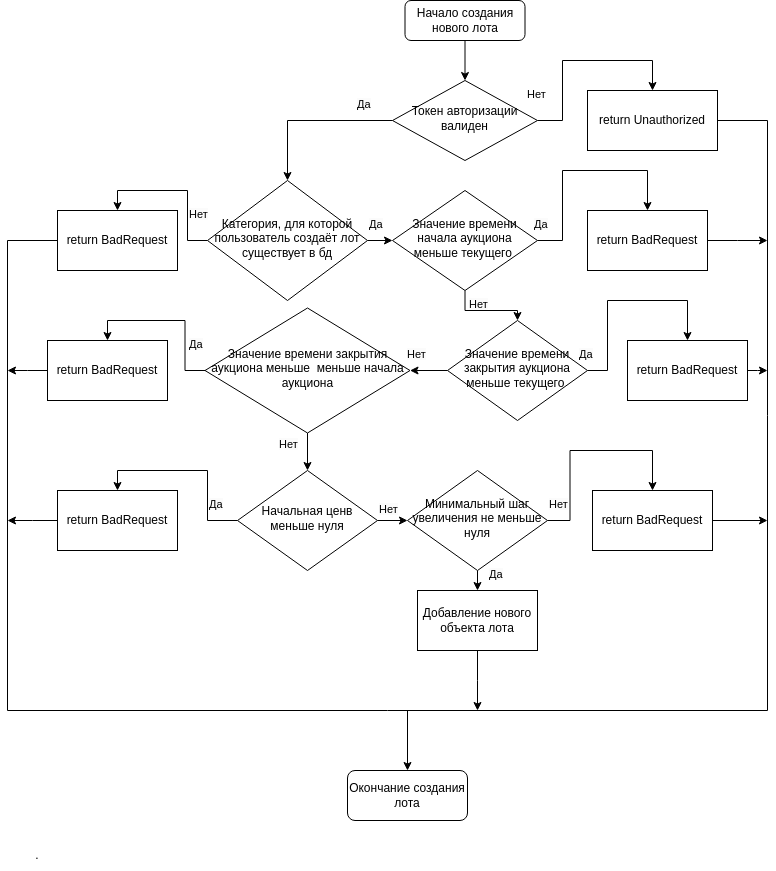 Начало создания
нового лота
Да
Нет
Токен авторизации
валиден
return Unauthorized
Нет
return BadRequest
Категория, для которой
пользователь создаёт лот
существует в бд
Да
Значение времени
начала аукциона
меньше текущего
Да
return BadRequest
Нет
Да
return BadRequest
Значение времени закрытия
аукциона меньше  меньше начала
аукциона
Нет
Значение времени
закрытия аукциона
меньше текущего
Да
return BadRequest
Нет
Да
return BadRequest
Начальная ценв
меньше нуля
Нет
Минимальный шаг
увеличения не меньше
нуля
Нет
return BadRequest
Да
Добавление нового
объекта лота
Окончание создания
лота
.